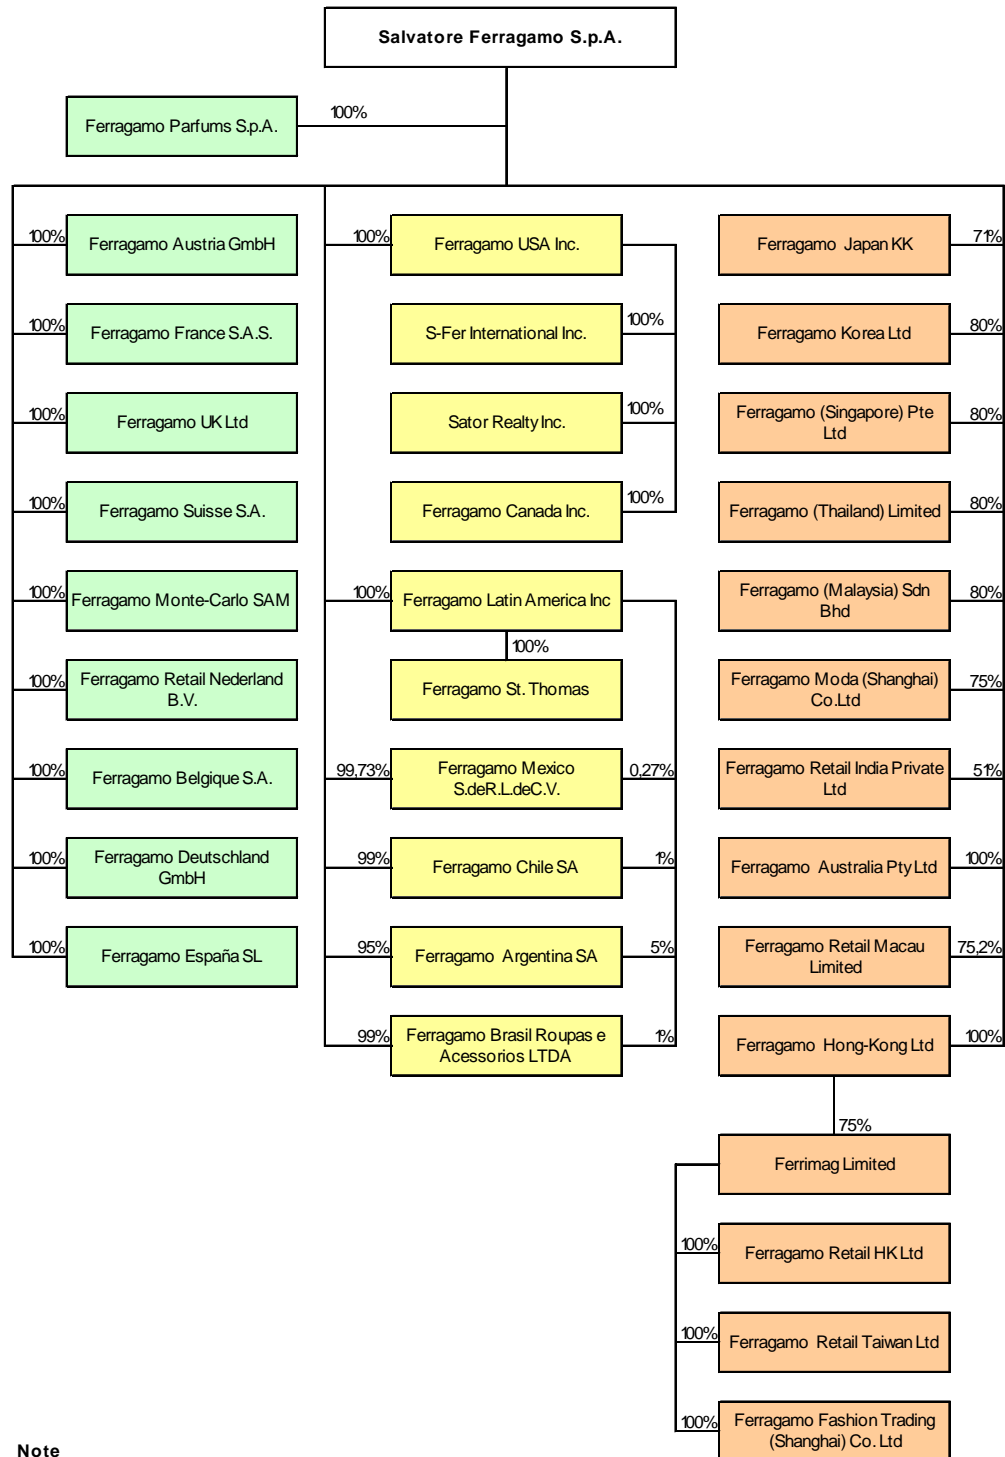 Salvatore Ferragamo S.p.A.
Ferragamo Parfums S.p.A.
100%
100%
Ferragamo Austria GmbH
100%
Ferragamo USA Inc.
Ferragamo Japan KK
71%
100%
Ferragamo France S.A.S.
S-Fer International Inc.
100%
Ferragamo Korea Ltd
80%
100%
Ferragamo UK Ltd
Sator Realty Inc.
100%
Ferragamo (Singapore) Pte
Ltd
80%
100%
Ferragamo Suisse S.A.
Ferragamo Canada Inc.
100%
Ferragamo (Thailand) Limited
80%
100%
Ferragamo Monte-Carlo SAM
100%
Ferragamo Latin America Inc
Ferragamo (Malaysia) Sdn
Bhd
80%
100%
100%
Ferragamo Retail Nederland
B.V.
Ferragamo St. Thomas
Ferragamo Moda (Shanghai)
Co.Ltd
75%
100%
Ferragamo Belgique S.A.
99,73%
Ferragamo Mexico
S.deR.L.deC.V.
0,27%
Ferragamo Retail India Private
Ltd
51%
100%
Ferragamo Deutschland
GmbH
99%
Ferragamo Chile SA
1%
Ferragamo Australia Pty Ltd
100%
100%
Ferragamo España SL
95%
Ferragamo Argentina SA
5%
Ferragamo Retail Macau
Limited
75,2%
99%
Ferragamo Brasil Roupas e
Acessorios LTDA
1%
Ferragamo Hong-Kong Ltd
100%
75%
Ferrimag Limited
100%
Ferragamo Retail HK Ltd
100%
Ferragamo Retail Taiwan Ltd
100%
Ferragamo Fashion Trading
(Shanghai) Co. Ltd
Note